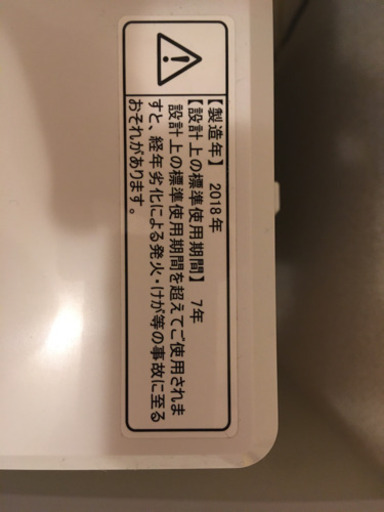 【製造年】 2018年
【設計上の標準使用期間】 7年
設計上の標準使用期間を超えてご使用されま
すと、経年劣化による発火・けが等の事故に至る
おそれがあります。